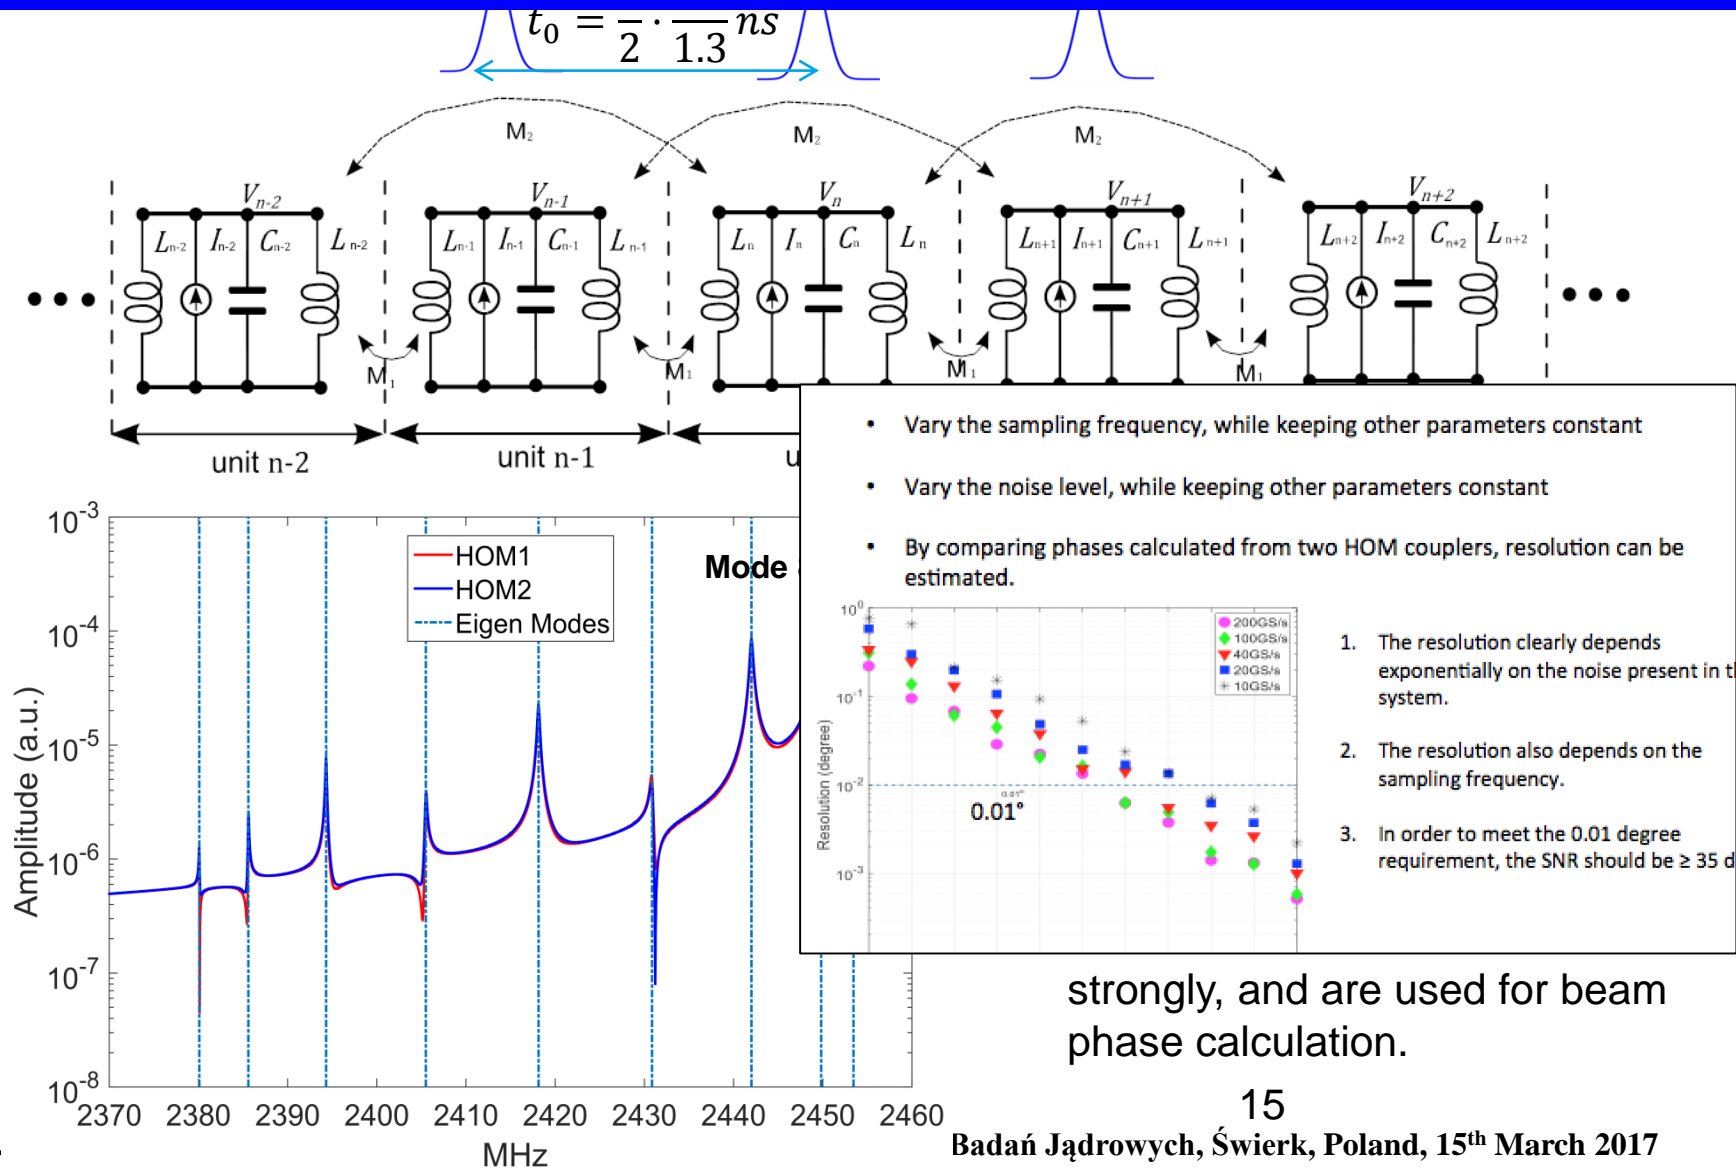 t₀ = — · — ns
2 1.3
M₂ M₂ M₂
Vₙ₋₂ Vₙ₋₁ Vₙ Vₙ₊₁ Vₙ₊₂
Lₙ₋₂ Iₙ₋₂ Cₙ₋₂ Lₙ₋₂ Lₙ₋₁ Iₙ₋₁ Cₙ₋₁ Lₙ₋₁ Lₙ Iₙ Cₙ Lₙ Lₙ₊₁ Iₙ₊₁ Cₙ₊₁ Lₙ₊₁ Lₙ₊₂ Iₙ₊₂ Cₙ₊₂ Lₙ₊₂
M₁ M₁ M₁ M₁
unit n-2 unit n-1 u
• Vary the sampling frequency, while keeping other parameters constant
• Vary the noise level, while keeping other parameters constant
• By comparing phases calculated from two HOM couplers, resolution can be
estimated.
10⁰
10⁻¹
10⁻²
10⁻³
Resolution (degree)
200GS/s
100GS/s
40GS/s
20GS/s
10GS/s
0.01°
0.01°
1. The resolution clearly depends
exponentially on the noise present in t
system.
2. The resolution also depends on the
sampling frequency.
3. In order to meet the 0.01 degree
requirement, the SNR should be ≥ 35 d
10⁻³
10⁻⁴
10⁻⁵
10⁻⁶
10⁻⁷
10⁻⁸
Amplitude (a.u.)
HOM1
HOM2
Eigen Modes
Mode
2370 2380 2390 2400 2410 2420 2430 2440 2450 2460
MHz
strongly, and are used for beam
phase calculation.
15
Badań Jądrowych, Świerk, Poland, 15th March 2017